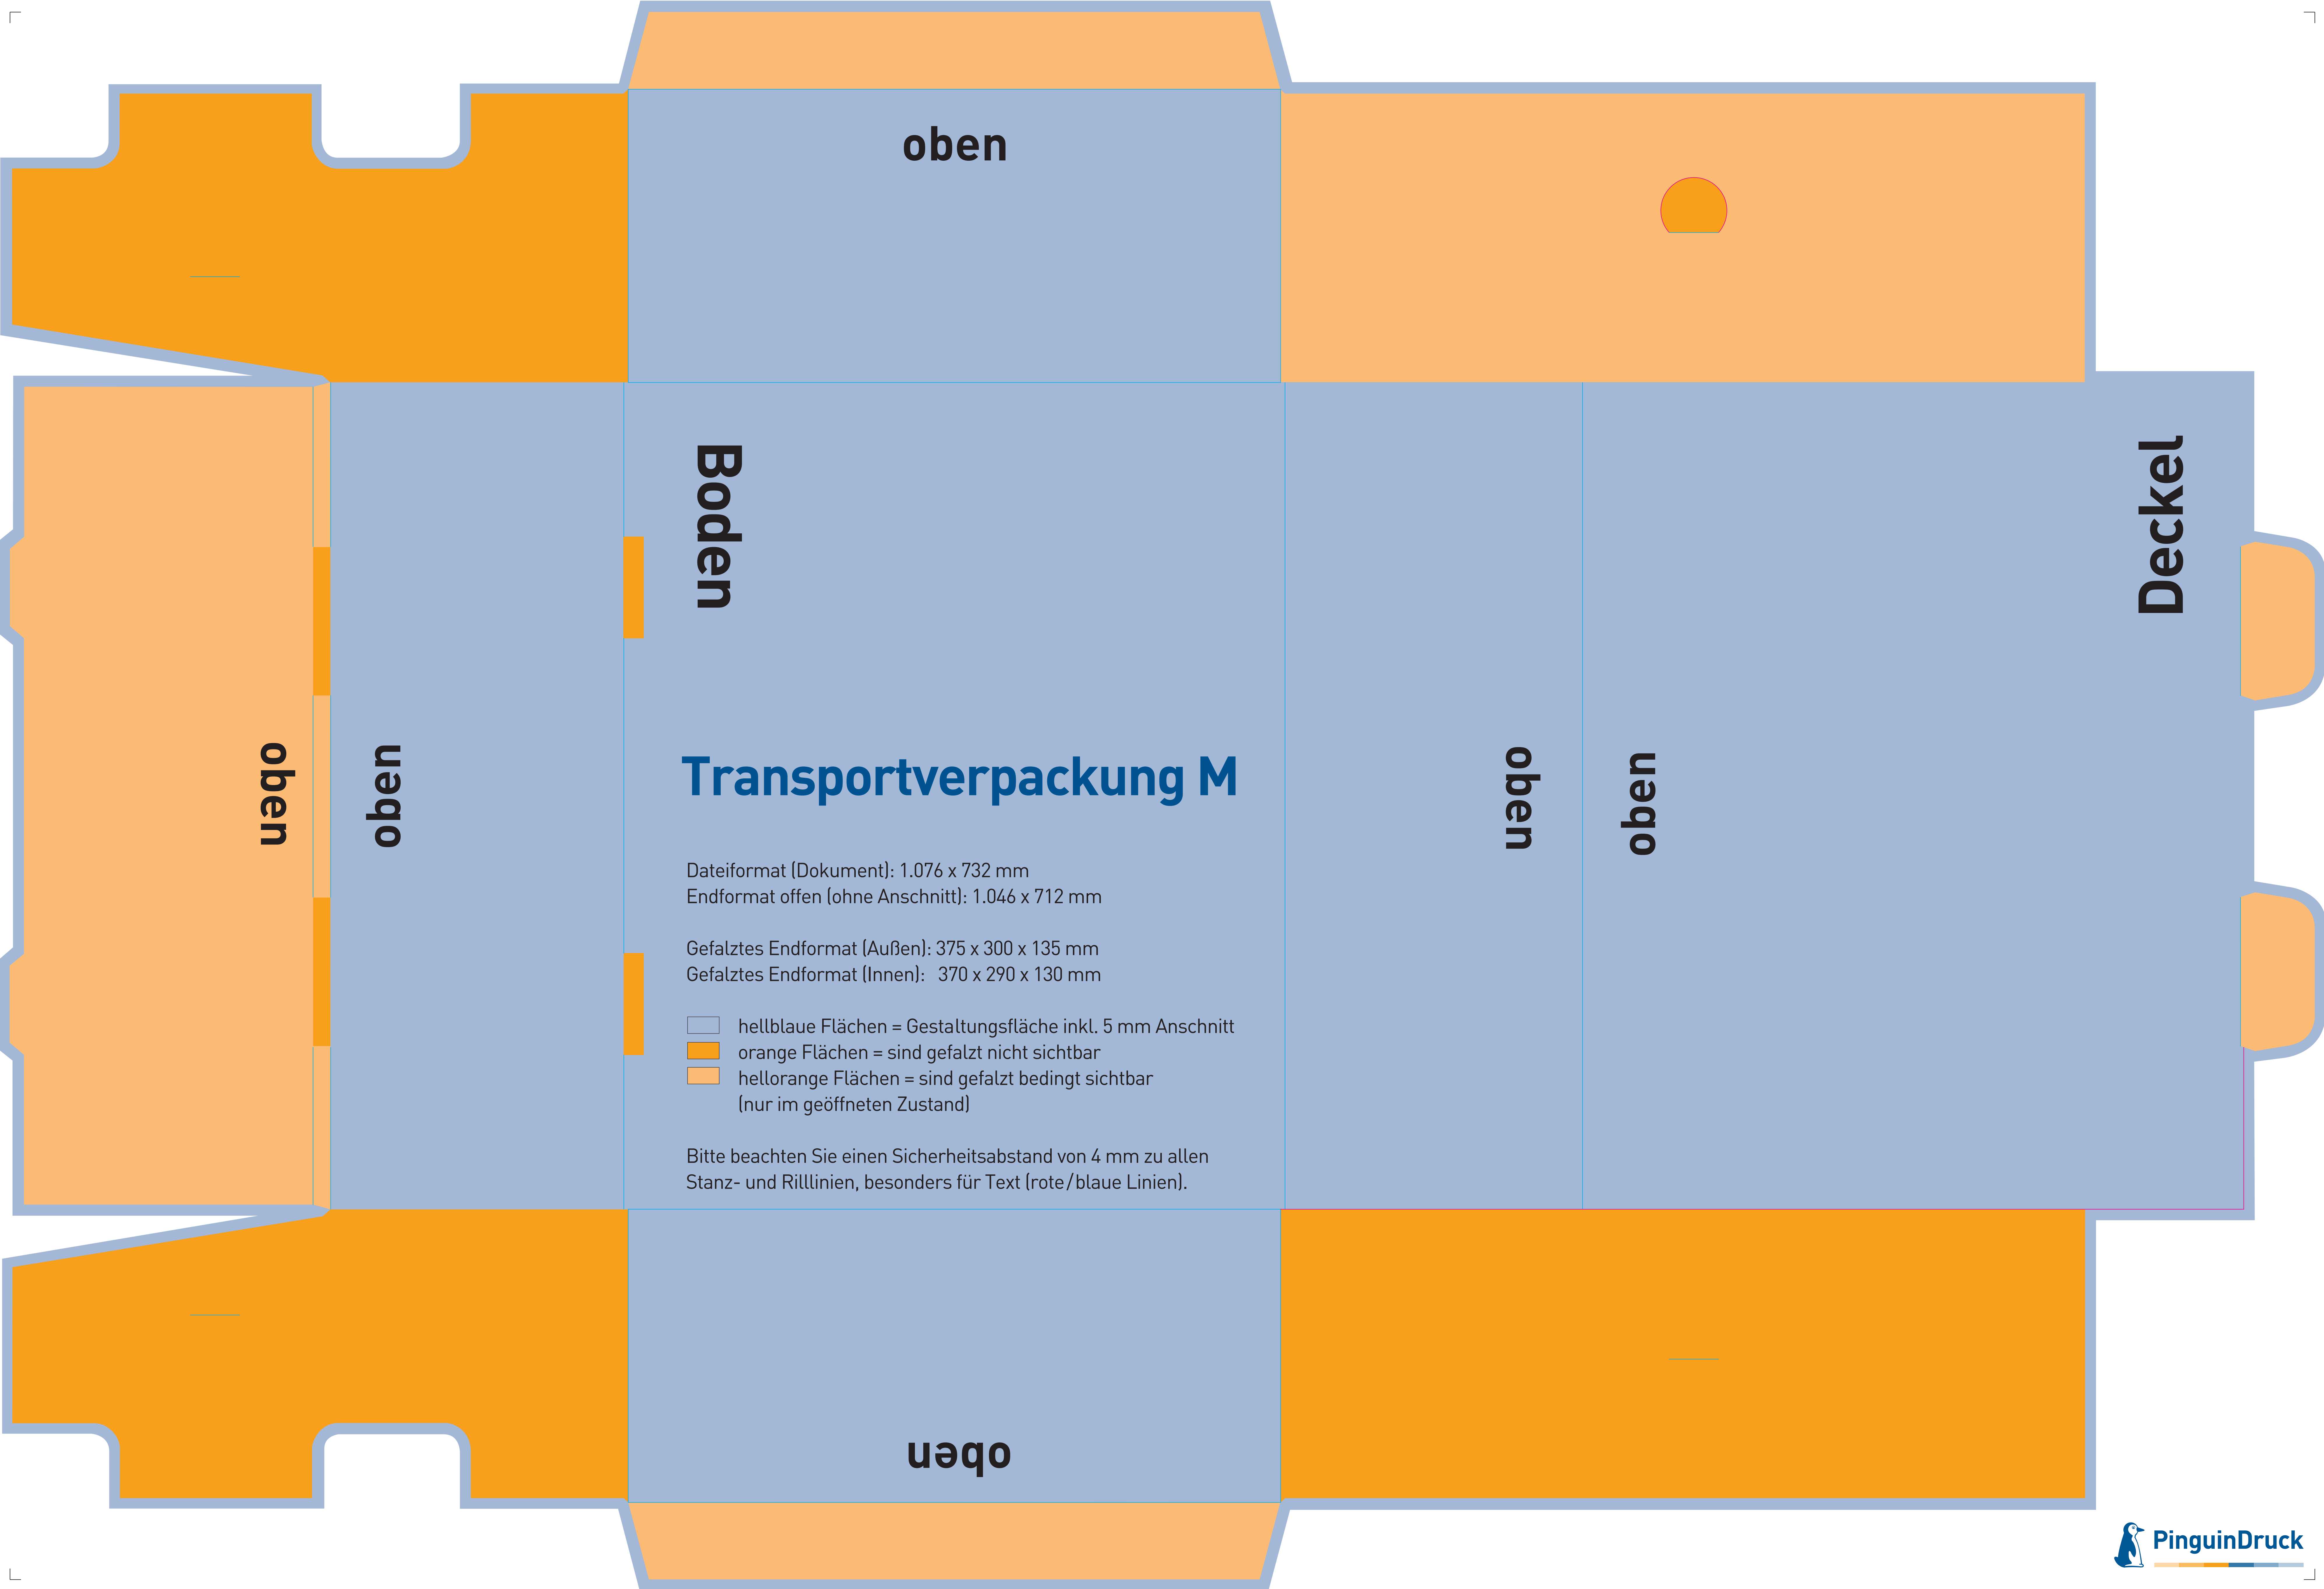 oben
Boden
Deckel
oben
oben
oben
oben
Transportverpackung M
Dateiformat (Dokument): 1.076 x 732 mm
Endformat offen (ohne Anschnitt): 1.046 x 712 mm
Gefalztes Endformat (Außen): 375 x 300 x 135 mm
Gefalztes Endformat (Innen): 370 x 290 x 130 mm
hellblaue Flächen = Gestaltungsfläche inkl. 5 mm Anschnitt
orange Flächen = sind gefalzt nicht sichtbar
hellorange Flächen = sind gefalzt bedingt sichtbar
(nur im geöffneten Zustand)
Bitte beachten Sie einen Sicherheitsabstand von 4 mm zu allen
Stanz- und Rilllinien, besonders für Text (rote/blaue Linien).
oben
PinguinDruck